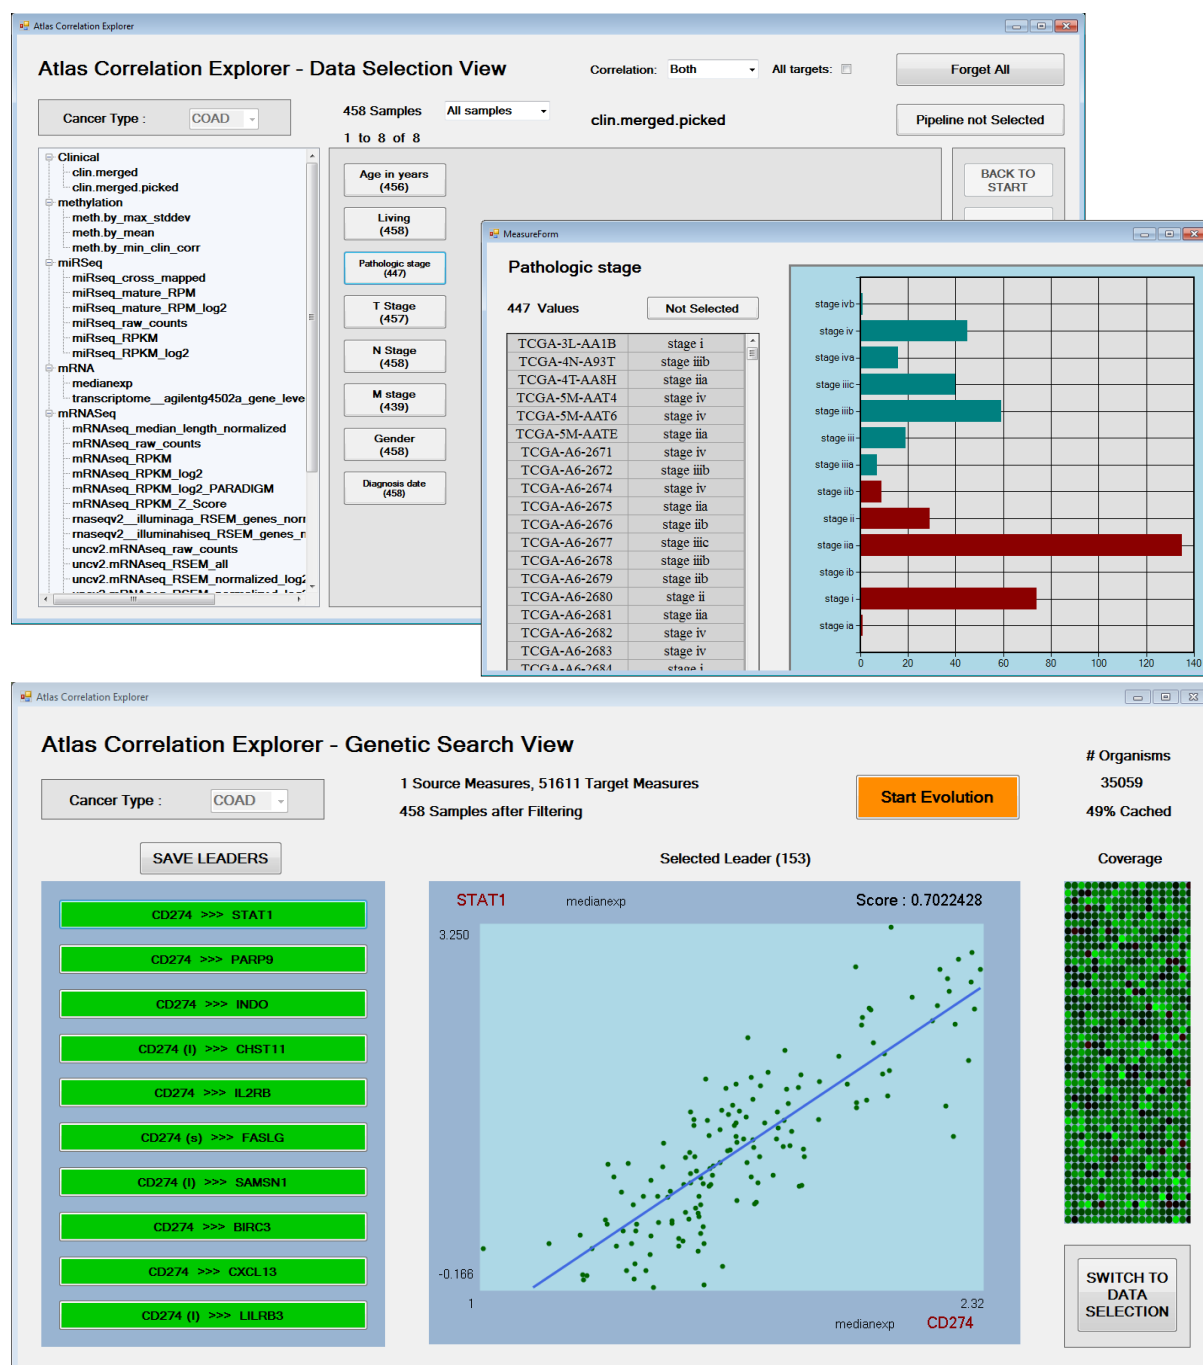 Atlas Correlation Explorer
Atlas Correlation Explorer - Data Selection View
Correlation: Both
All targets:
Forget All
Cancer Type : COAD
458 Samples All samples
1 to 8 of 8
clin.merged.picked
Pipeline not Selected
Clinical
clin.merged
clin.merged.picked
methylation
meth.by_max_stddev
meth.by_mean
meth.by_min_clin_corr
miRSeq
miRseq_cross_mapped
miRseq_mature_RPM
miRseq_mature_RPM_log2
miRseq_raw_counts
miRseq_RPKM
miRseq_RPKM_log2
mRNA
medianexp
transcriptome__agilentg4502a_gene_leve
mRNASeq
mRNAseq_median_length_normalized
mRNAseq_raw_counts
mRNAseq_RPKM
mRNAseq_RPKM_log2
mRNAseq_RPKM_log2_PARADIGM
mRNAseq_RPKM_Z_Score
rnaseqv2__illuminaga_RSEM_genes_norr
rnaseqv2__illuminahiseq_RSEM_genes_n
uncv2.mRNAseq_raw_counts
uncv2.mRNAseq_RSEM_all
uncv2.mRNAseq_RSEM_normalized_log2
Age in years
(456)
Living
(458)
Pathologic stage
(447)
T Stage
(457)
N Stage
(458)
M stage
(439)
Gender
(458)
Diagnosis date
(458)
BACK TO
START
MeasureForm
Pathologic stage
447 Values
Not Selected
TCGA-3L-AA1B stage i
TCGA-4N-A93T stage iiib
TCGA-4T-AA8H stage iia
TCGA-5M-AAT4 stage iv
TCGA-5M-AAT6 stage iv
TCGA-5M-AATE stage iia
TCGA-A6-2671 stage iv
TCGA-A6-2672 stage iiib
TCGA-A6-2674 stage iv
TCGA-A6-2675 stage iia
TCGA-A6-2676 stage iib
TCGA-A6-2677 stage iiic
TCGA-A6-2678 stage iiib
TCGA-A6-2679 stage iib
TCGA-A6-2680 stage ii
TCGA-A6-2681 stage iia
TCGA-A6-2682 stage iv
TCGA-A6-2683 stage iv
TCGA-A6-2684 stage i
stage ivb
stage iv
stage iva
stage iiic
stage iiib
stage iii
stage iiia
stage iib
stage ii
stage iia
stage ib
stage i
stage ia
0 20 40 60 80 100 120 140
Atlas Correlation Explorer
Atlas Correlation Explorer - Genetic Search View
Cancer Type : COAD
1 Source Measures, 51611 Target Measures
458 Samples after Filtering
Start Evolution
# Organisms
35059
49% Cached
SAVE LEADERS
Selected Leader (153)
Coverage
CD274 >>> STAT1
CD274 >>> PARP9
CD274 >>> INDO
CD274 (l) >>> CHST11
CD274 >>> IL2RB
CD274 (s) >>> FASLG
CD274 (l) >>> SAMSN1
CD274 >>> BIRC3
CD274 >>> CXCL13
CD274 (l) >>> LILRB3
STAT1 medianexp Score : 0.7022428
3.250
-0.166
1 2.32
medianexp CD274
SWITCH TO
DATA
SELECTION